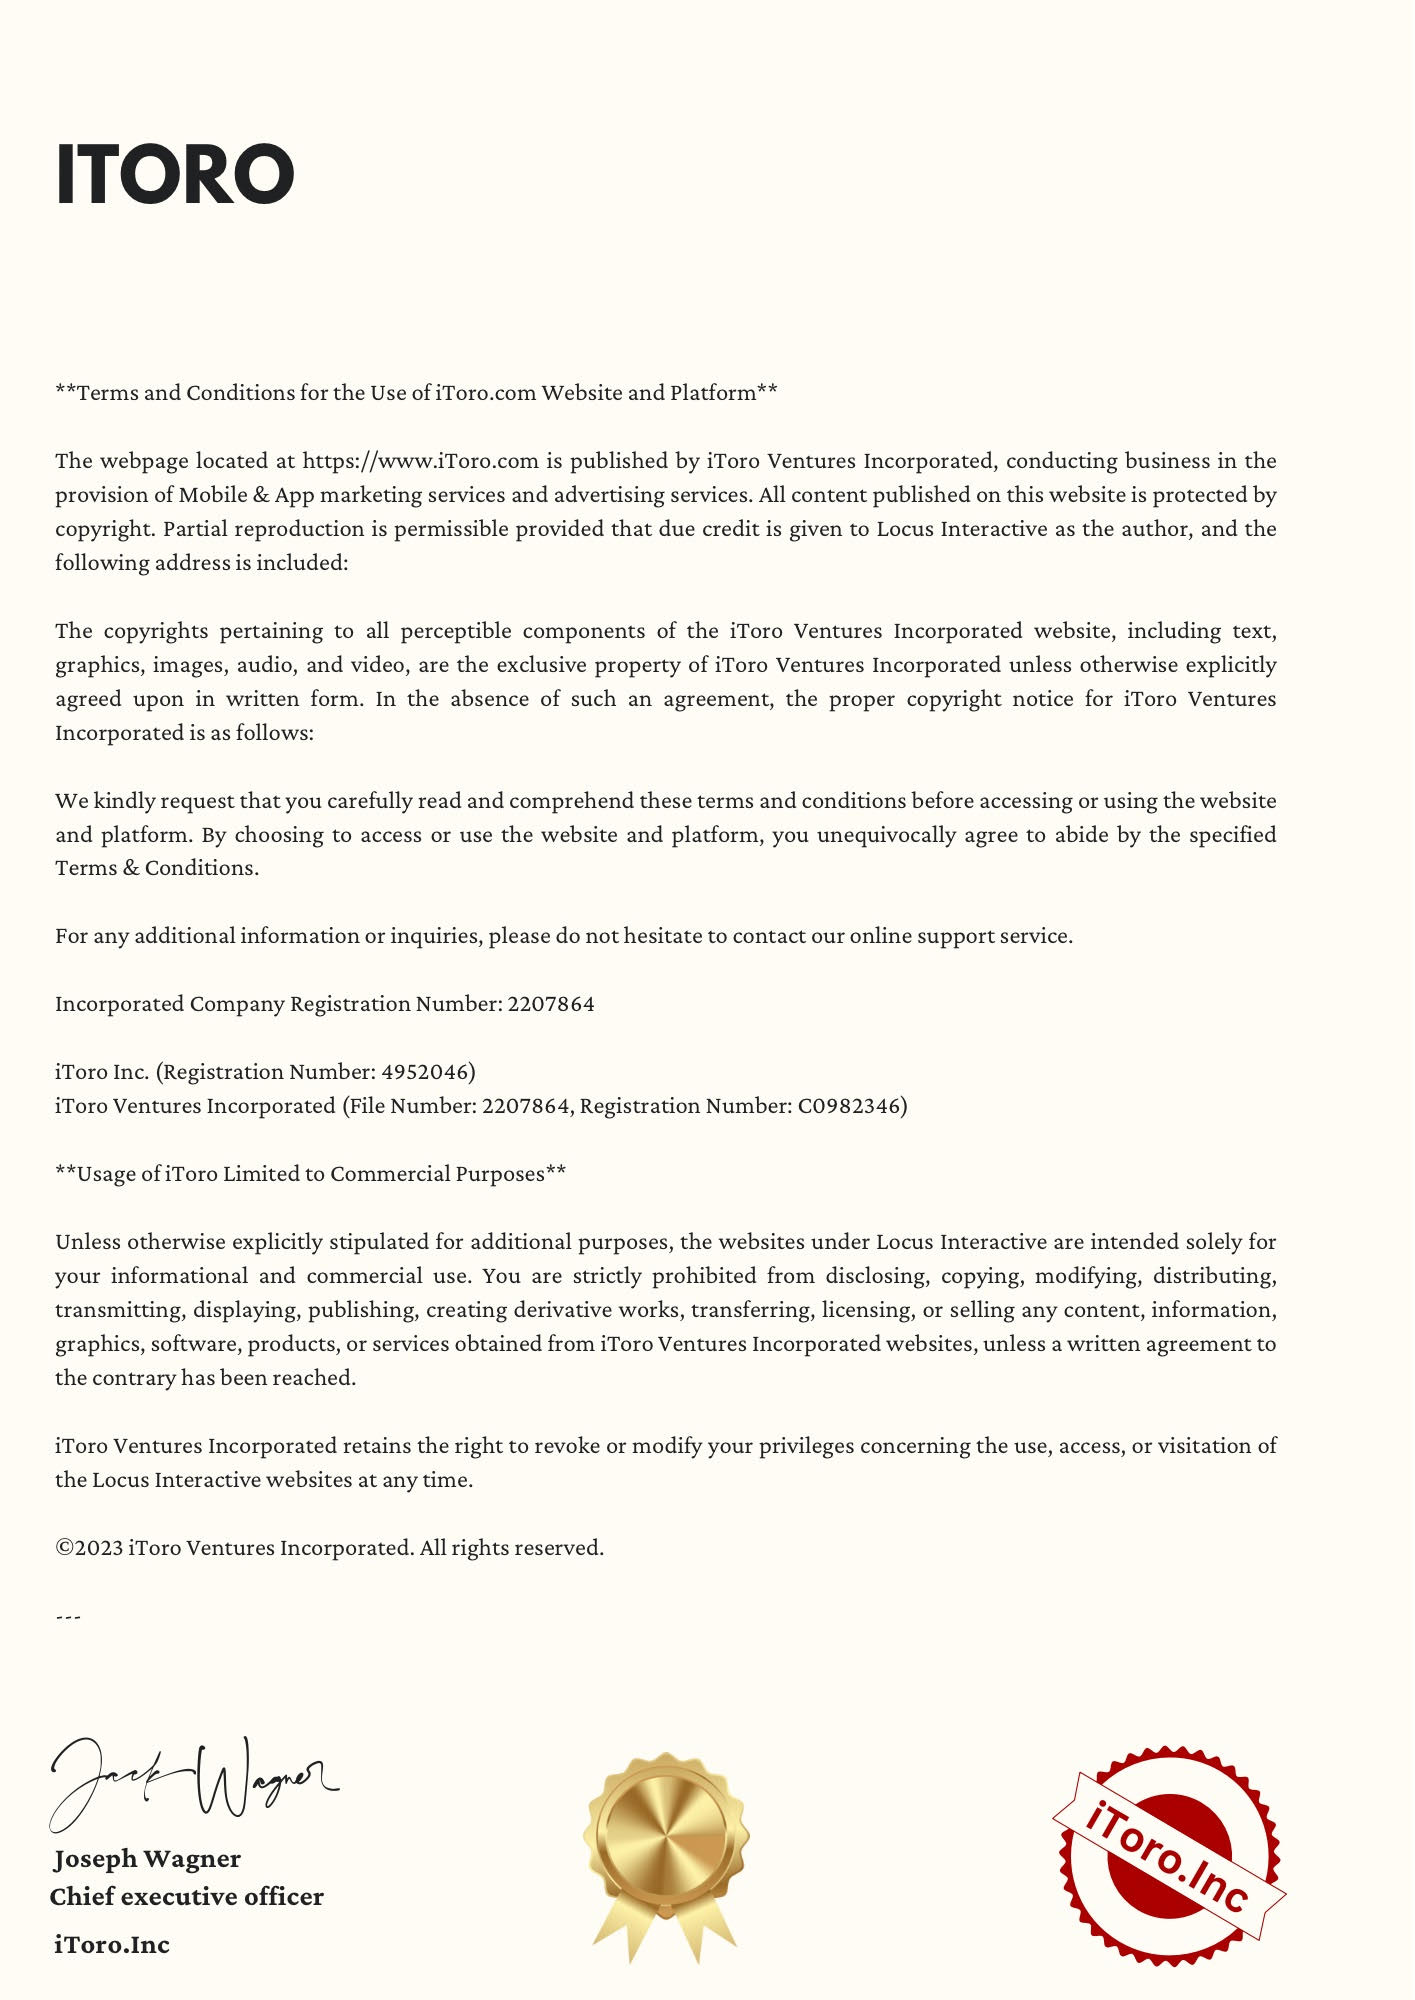 ITORO
**Terms and Conditions for the Use of iToro.com Website and Platform**
The webpage located at https://www.iToro.com is published by iToro Ventures Incorporated, conducting business in the
provision of Mobile & App marketing services and advertising services. All content published on this website is protected by
copyright. Partial reproduction is permissible provided that due credit is given to Locus Interactive as the author, and the
following address is included:
The copyrights pertaining to all perceptible components of the iToro Ventures Incorporated website, including text,
graphics, images, audio, and video, are the exclusive property of iToro Ventures Incorporated unless otherwise explicitly
agreed upon in written form. In the absence of such an agreement, the proper copyright notice for iToro Ventures
Incorporated is as follows:
We kindly request that you carefully read and comprehend these terms and conditions before accessing or using the website
and platform. By choosing to access or use the website and platform, you unequivocally agree to abide by the specified
Terms & Conditions.
For any additional information or inquiries, please do not hesitate to contact our online support service.
Incorporated Company Registration Number: 2207864
iToro Inc. (Registration Number: 4952046)
iToro Ventures Incorporated (File Number: 2207864, Registration Number: C0982346)
**Usage of iToro Limited to Commercial Purposes**
Unless otherwise explicitly stipulated for additional purposes, the websites under Locus Interactive are intended solely for
your informational and commercial use. You are strictly prohibited from disclosing, copying, modifying, distributing,
transmitting, displaying, publishing, creating derivative works, transferring, licensing, or selling any content, information,
graphics, software, products, or services obtained from iToro Ventures Incorporated websites, unless a written agreement to
the contrary has been reached.
iToro Ventures Incorporated retains the right to revoke or modify your privileges concerning the use, access, or visitation of
the Locus Interactive websites at any time.
©2023 iToro Ventures Incorporated. All rights reserved.
---
Jack Wagner
Joseph Wagner
Chief executive officer
iToro.Inc
iToro.Inc